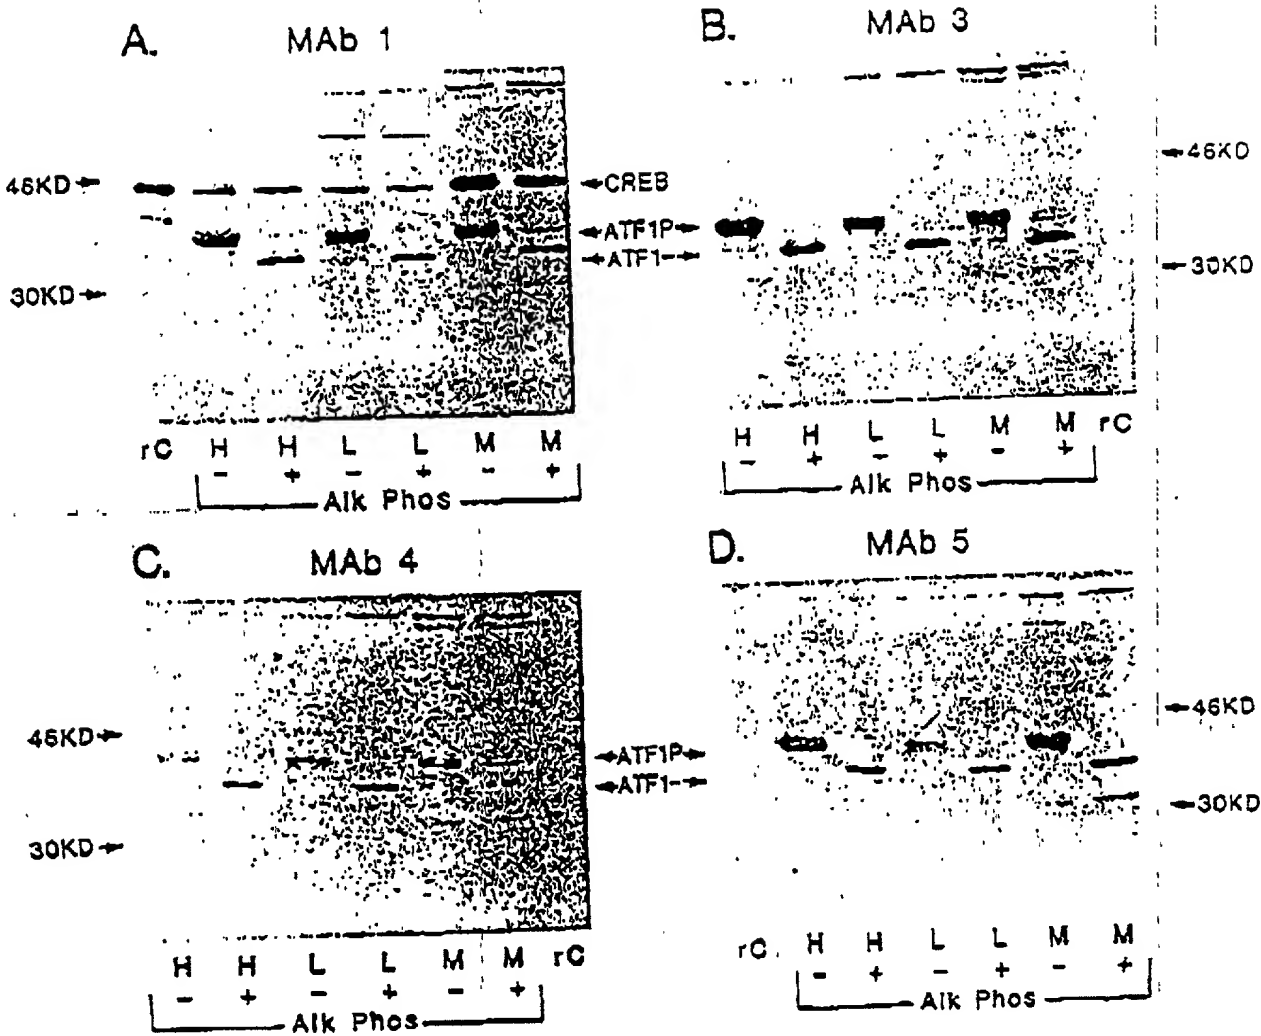 A. MAb 1
46KD
30KD
CREB
ATF1P
ATF1
rC H H L L M M
- + - + - +
Alk Phos
B. MAb 3
46KD
30KD
H H L L M M rC
- + - + - +
Alk Phos
C. MAb 4
46KD
30KD
ATF1P
ATF1
H H L L M M rC
- + - + - +
Alk Phos
D. MAb 5
46KD
30KD
rC H H L L M M
- + - + - +
Alk Phos